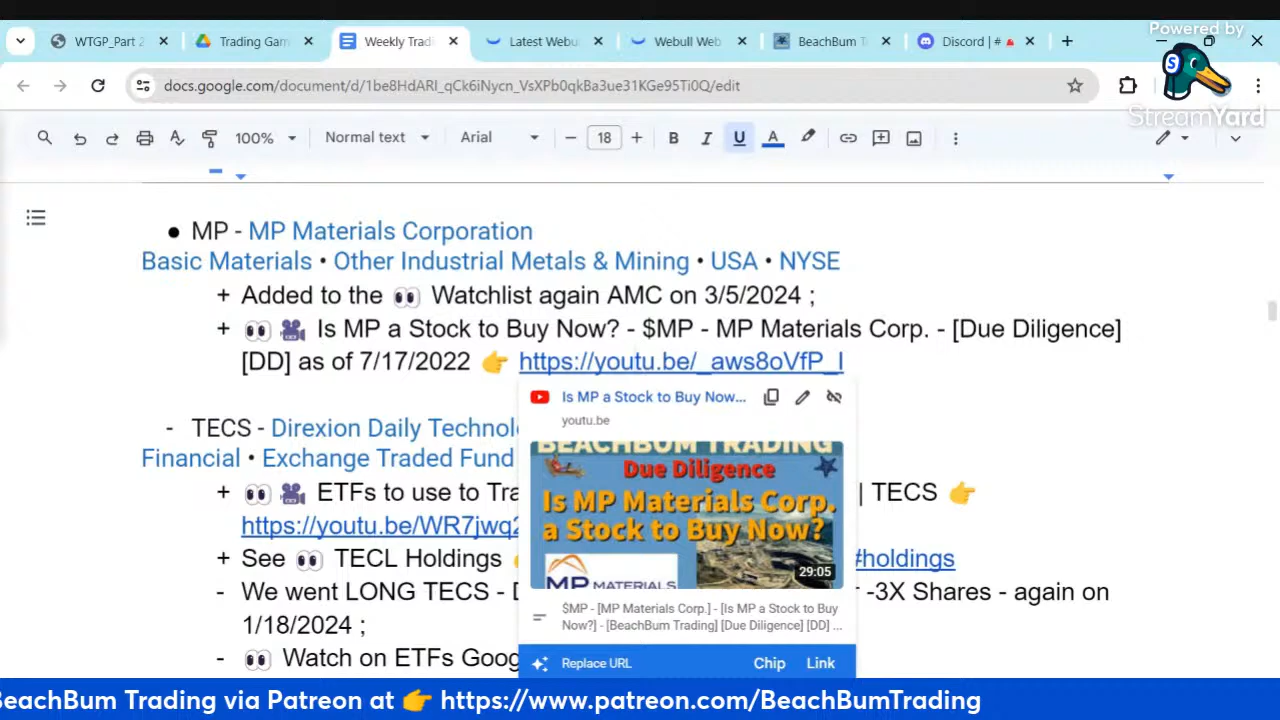 Powered by
WTGP_Part 2
Trading Gam
Weekly Tradi
Latest Webu
Webull Web
BeachBum T
Discord | #
docs.google.com/document/d/1be8HdARI_qCk6iNycn_VsXPb0qkBa3ue31KGe95Ti0Q/edit
StreamYard
100%
Normal text
Arial
18
B I U A
● MP - MP Materials Corporation
Basic Materials • Other Industrial Metals & Mining • USA • NYSE
+ Added to the 👀 Watchlist again AMC on 3/5/2024 ;
+ 👀 🎥 Is MP a Stock to Buy Now? - $MP - MP Materials Corp. - [Due Diligence]
[DD] as of 7/17/2022 👉 https://youtu.be/_aws8oVfP_I
Is MP a Stock to Buy Now...
youtu.be
BEACHBUM TRADING
Due Diligence
Is MP Materials Corp.
a Stock to Buy Now?
MP MATERIALS
29:05
$MP - [MP Materials Corp.] - [Is MP a Stock to Buy
Now?] - [BeachBum Trading] [Due Diligence] [DD] ...
Replace URL Chip Link
- TECS - Direxion Daily Technolo
Financial • Exchange Traded Fund
+ 👀 🎥 ETFs to use to Tra | TECS 👉
https://youtu.be/WR7jwq2
+ See 👀 TECL Holdings #holdings
- We went LONG TECS - D -3X Shares - again on
1/18/2024 ;
- 👀 Watch on ETFs Goog
BeachBum Trading via Patreon at 👉 https://www.patreon.com/BeachBumTrading